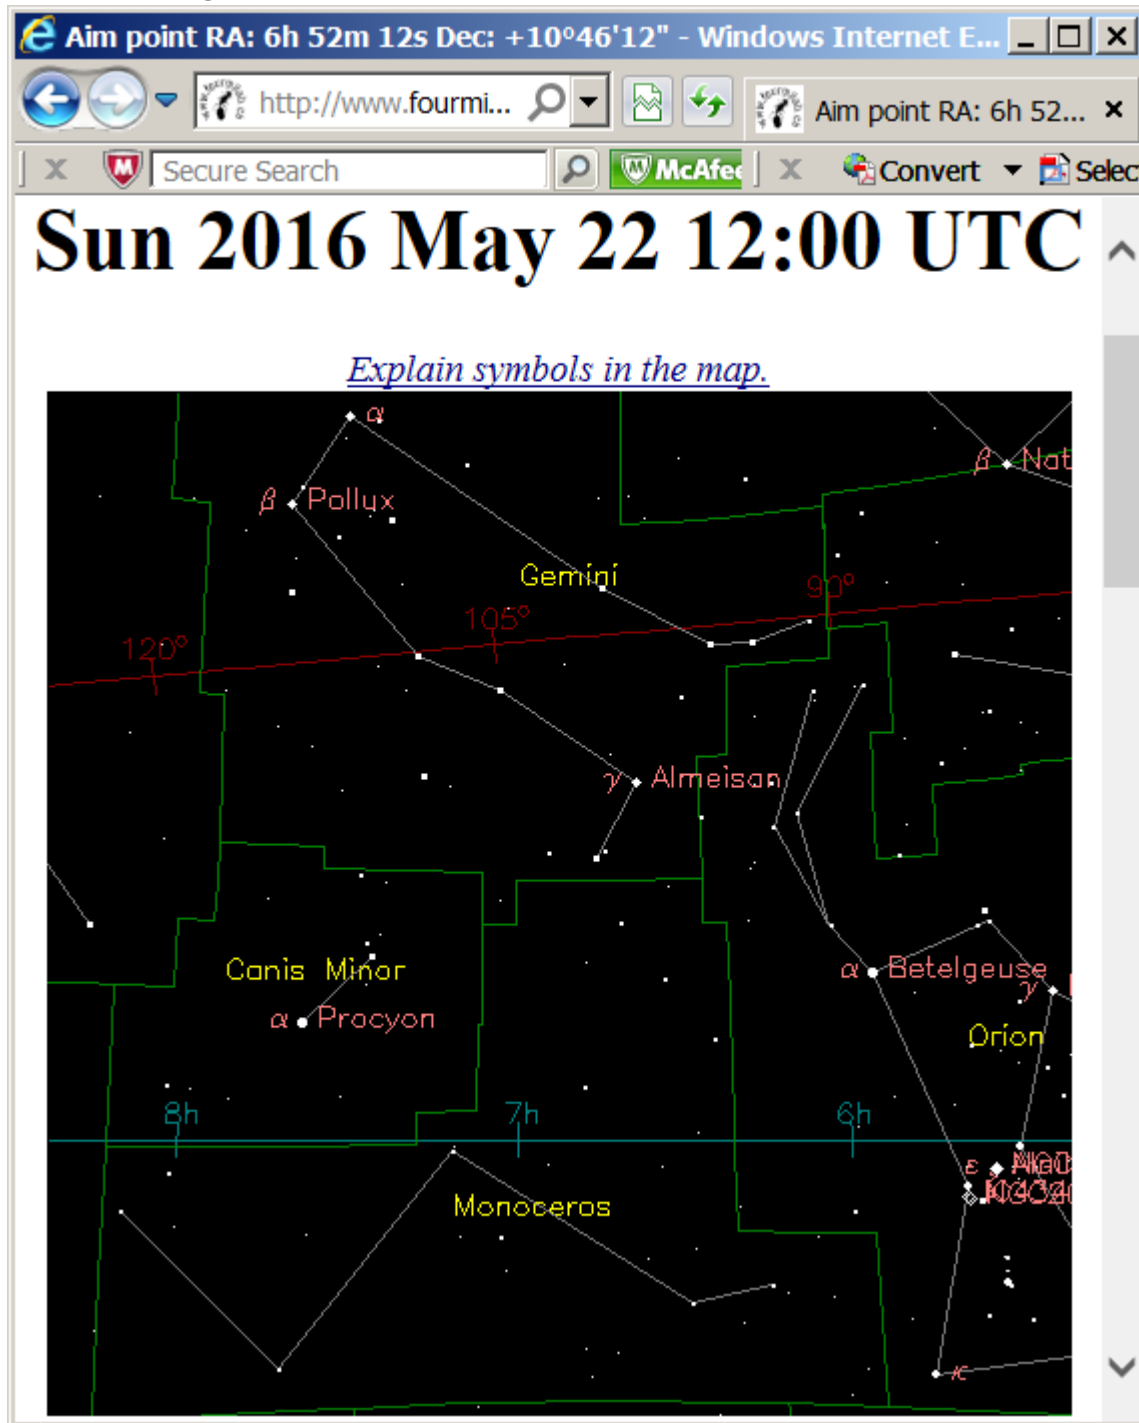 Aim point RA: 6h 52m 12s Dec: +10°46'12" - Windows Internet E...
http://www.fourmi...
Aim point RA: 6h 52...
Secure Search
McAfee
Convert
Selec
Sun 2016 May 22 12:00 UTC
Explain symbols in the map.
α
β Nat
β Pollux
Gemini
90°
105°
120°
γ Almeisan
α Betelgeuse
Canis Minor
γ
α Procyon
Orion
8h
7h
6h
ε
Monoceros
κ